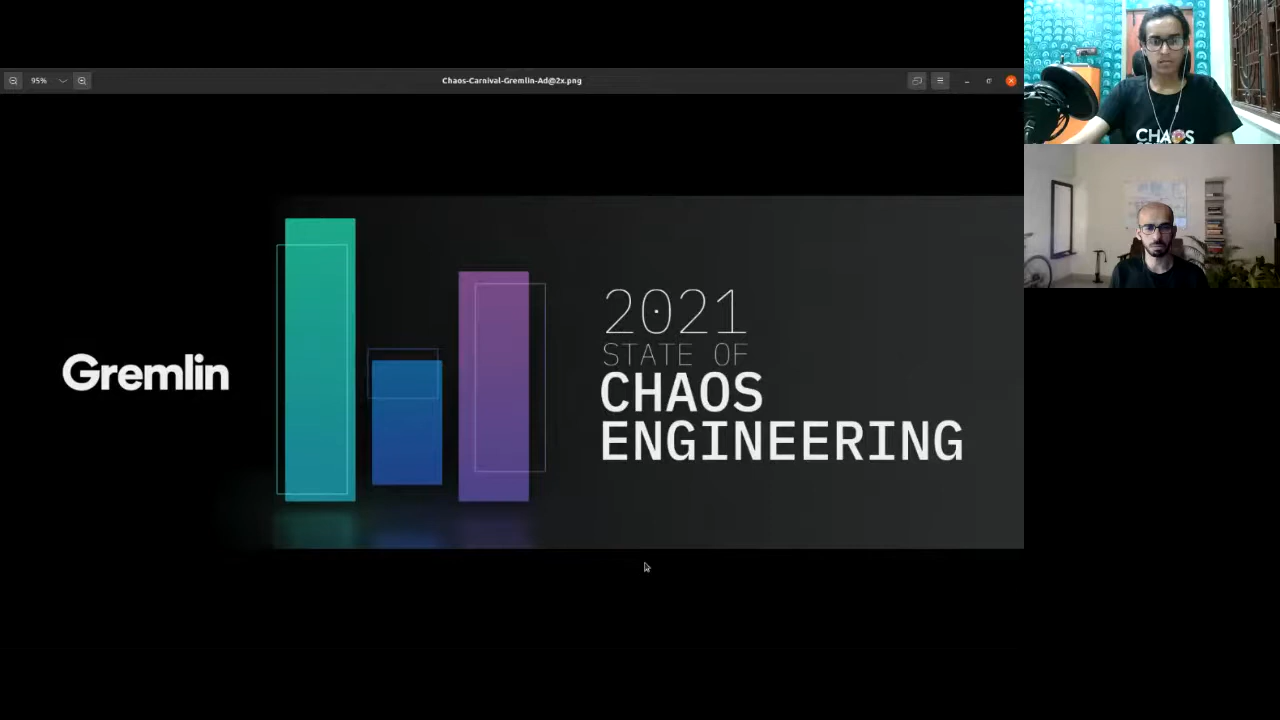 95%
Chaos-Carnival-Gremlin-Ad@2x.png
Gremlin
2021
STATE OF
CHAOS
ENGINEERING
CHAOS